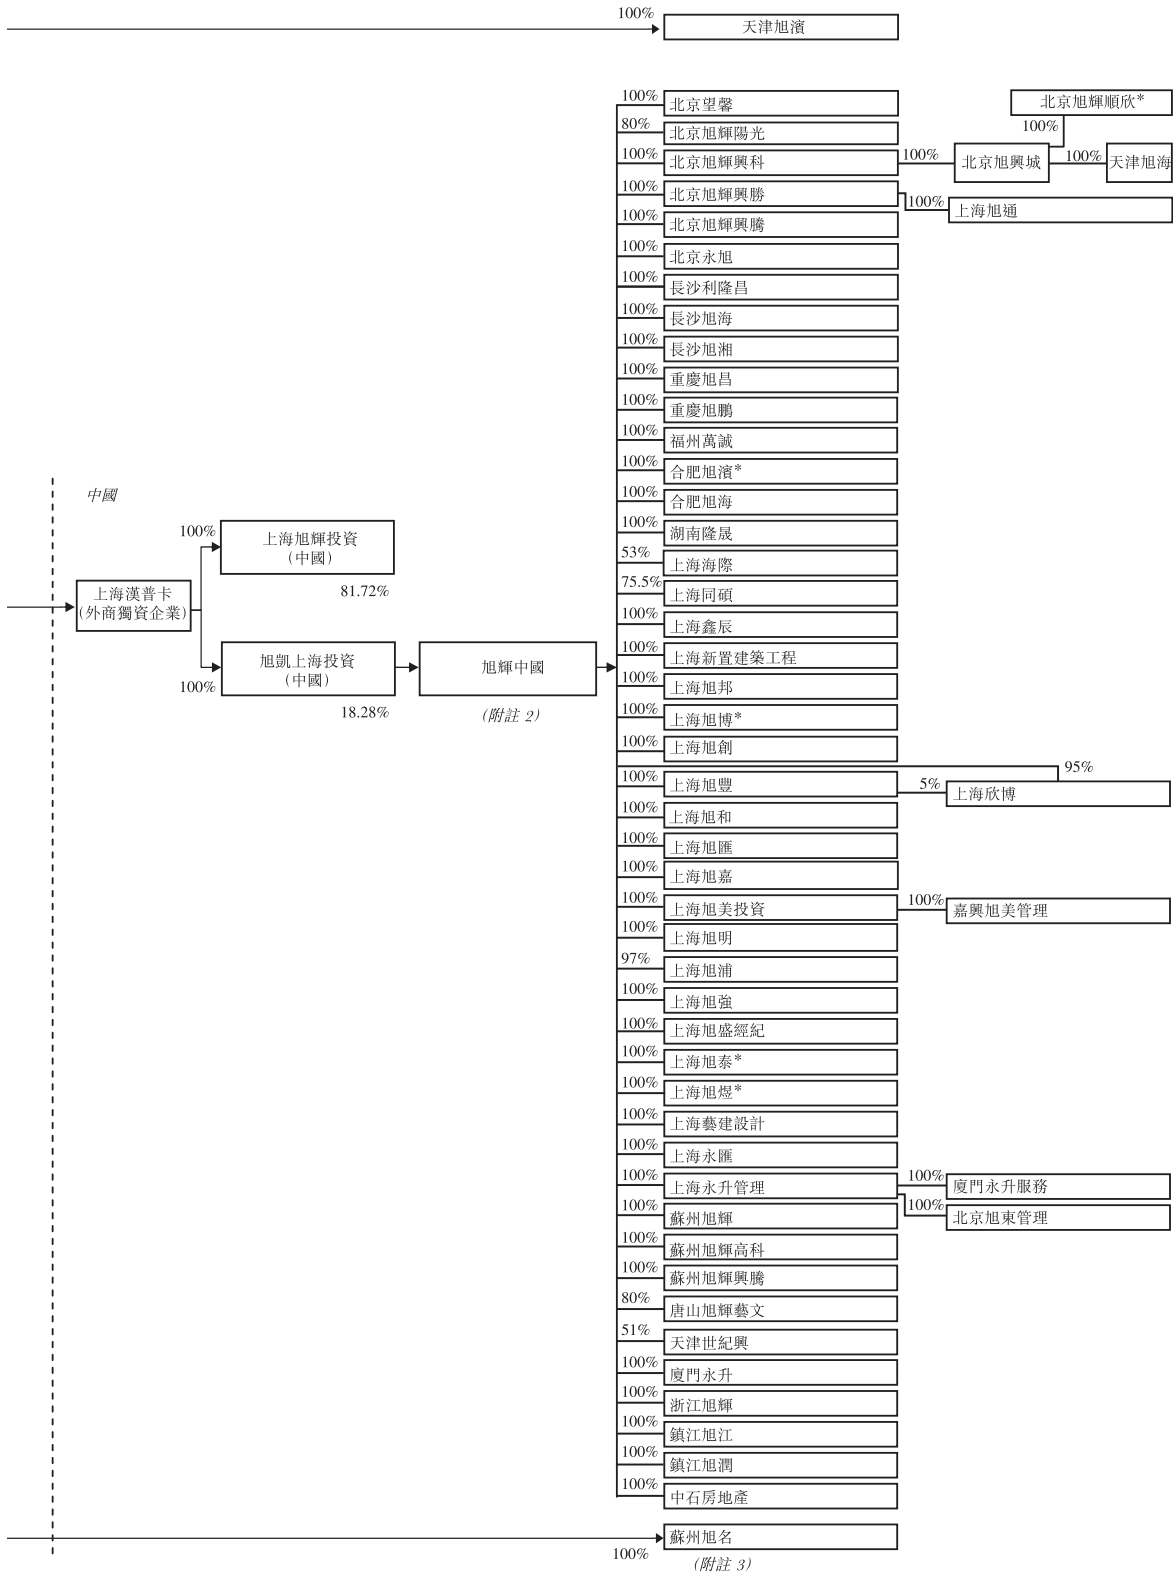 100%
天津旭濱
100%
北京望馨
北京旭輝順欣*
100%
80%
北京旭輝陽光
100%
北京旭輝興科
100%
北京旭興城
100%
天津旭海
100%
北京旭輝興勝
100%
上海旭通
100%
北京旭輝興騰
100%
北京永旭
100%
長沙利隆昌
100%
長沙旭海
100%
長沙旭湘
100%
重慶旭昌
100%
重慶旭鵬
100%
福州萬誠
100%
合肥旭濱*
100%
合肥旭海
100%
湖南隆晟
53%
上海海際
75.5%
上海同碩
100%
上海鑫辰
100%
上海新置建築工程
100%
上海旭邦
100%
上海旭博*
100%
上海旭創
95%
100%
上海旭豐
5%
上海欣博
100%
上海旭和
100%
上海旭匯
100%
上海旭嘉
100%
上海旭美投資
100%
嘉興旭美管理
100%
上海旭明
97%
上海旭浦
100%
上海旭強
100%
上海旭盛經紀
100%
上海旭泰*
100%
上海旭煜*
100%
上海藝建設計
100%
上海永匯
100%
上海永升管理
100%
廈門永升服務
100%
北京旭東管理
100%
蘇州旭輝
100%
蘇州旭輝高科
100%
蘇州旭輝興騰
80%
唐山旭輝藝文
51%
天津世紀興
100%
廈門永升
100%
浙江旭輝
100%
鎮江旭江
100%
鎮江旭潤
100%
中石房地產
中國
100%
上海旭輝投資
（中國）
81.72%
上海漢普卡
(外商獨資企業)
100%
旭凱上海投資
（中國）
18.28%
旭輝中國
（附註 2）
100%
蘇州旭名
（附註 3）